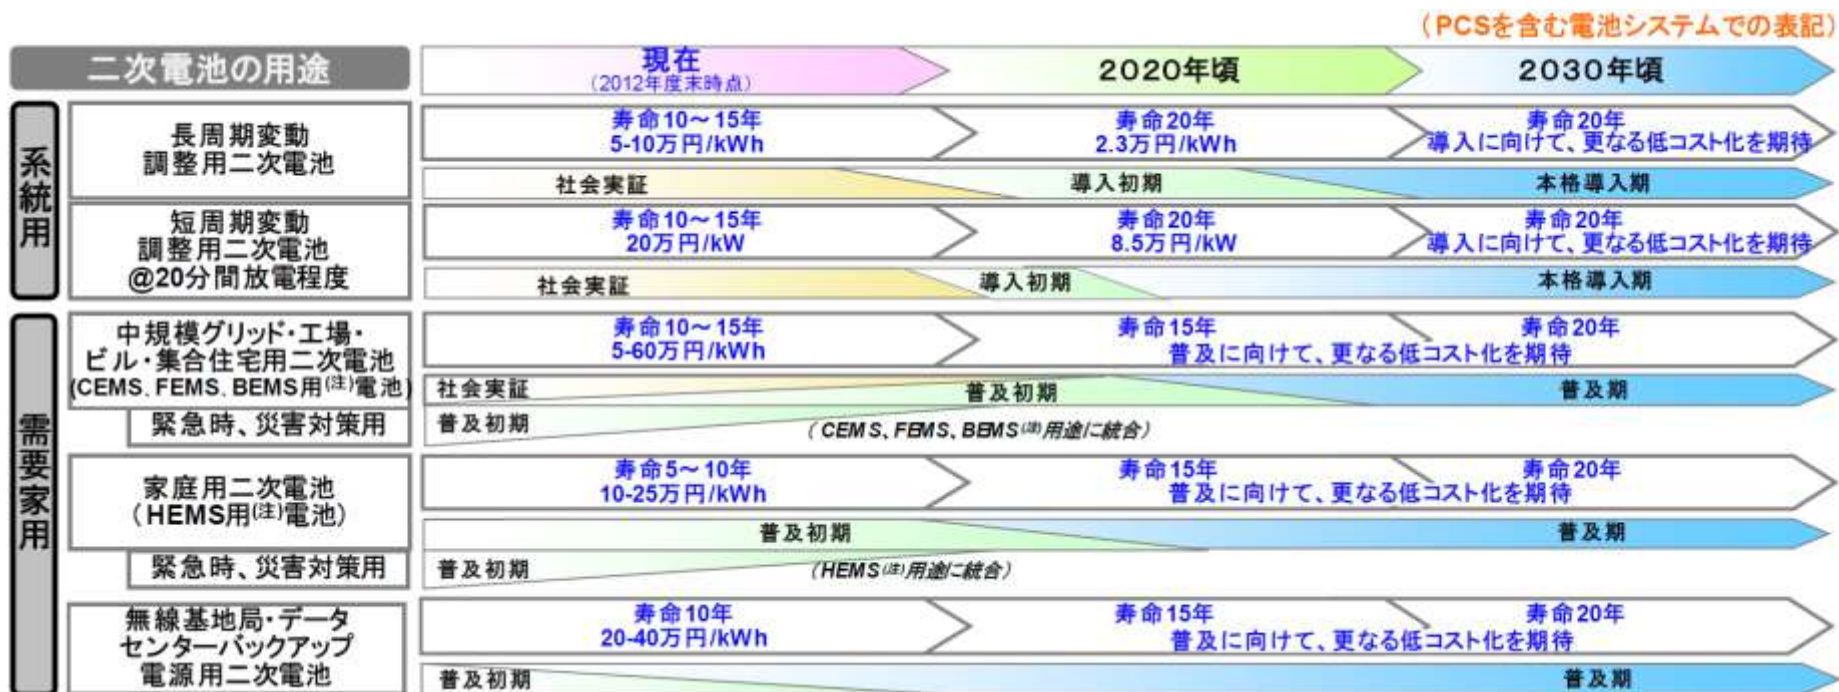 (PCSを含む電池システムでの表記)
二次電池の用途
現在
(2012年度末時点)
2020年頃
2030年頃
系統用
長周期変動
調整用二次電池
寿命10～15年
5-10万円/kWh
寿命20年
2.3万円/kWh
寿命20年
導入に向けて、更なる低コスト化を期待
社会実証
導入初期
本格導入期
短周期変動
調整用二次電池
@20分間放電程度
寿命10～15年
20万円/kW
寿命20年
8.5万円/kW
寿命20年
導入に向けて、更なる低コスト化を期待
社会実証
導入初期
本格導入期
需要家用
中規模グリッド・工場・
ビル・集合住宅用二次電池
(CEMS、FEMS、BEMS用(注)電池)
寿命10～15年
5-60万円/kWh
寿命15年
寿命20年
普及に向けて、更なる低コスト化を期待
社会実証
普及初期
普及期
緊急時、災害対策用
普及初期
(CEMS、FEMS、BEMS(注)用途に統合)
家庭用二次電池
(HEMS用(注)電池)
寿命5～10年
10-25万円/kWh
寿命15年
寿命20年
普及に向けて、更なる低コスト化を期待
普及初期
普及期
緊急時、災害対策用
普及初期
(HEMS(注)用途に統合)
無線基地局・データ
センターバックアップ
電源用二次電池
寿命10年
20-40万円/kWh
寿命15年
寿命20年
普及に向けて、更なる低コスト化を期待
普及初期
普及期